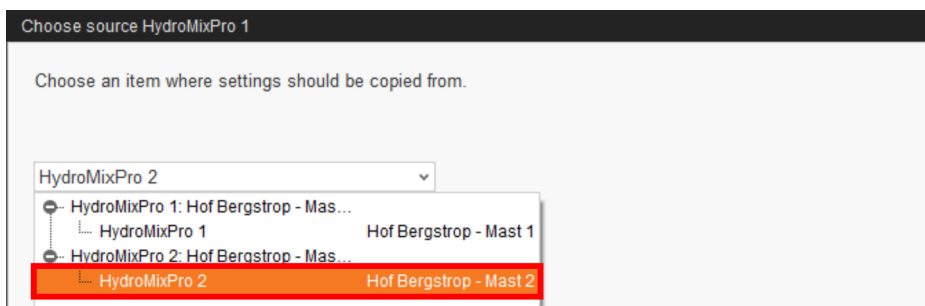 Choose source HydroMixPro 1
Choose an item where settings should be copied from.
HydroMixPro 2
HydroMixPro 1: Hof Bergstrop - Mas...
HydroMixPro 1 Hof Bergstrop - Mast 1
HydroMixPro 2: Hof Bergstrop - Mas...
HydroMixPro 2 Hof Bergstrop - Mast 2